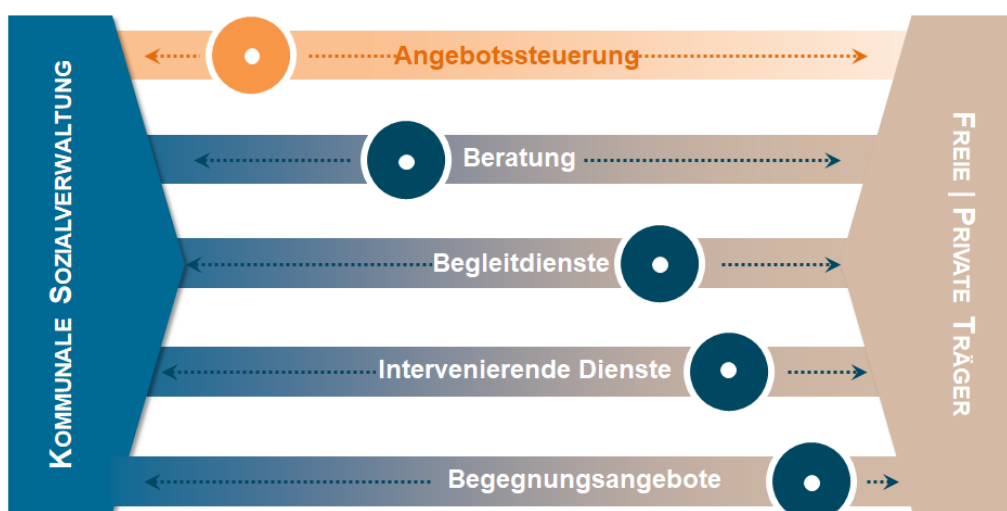 KOMMUNALE SOZIALVERWALTUNG
Angebotssteuerung
Beratung
Begleitdienste
Intervenierende Dienste
Begegnungsangebote
FREIE | PRIVATE TRÄGER